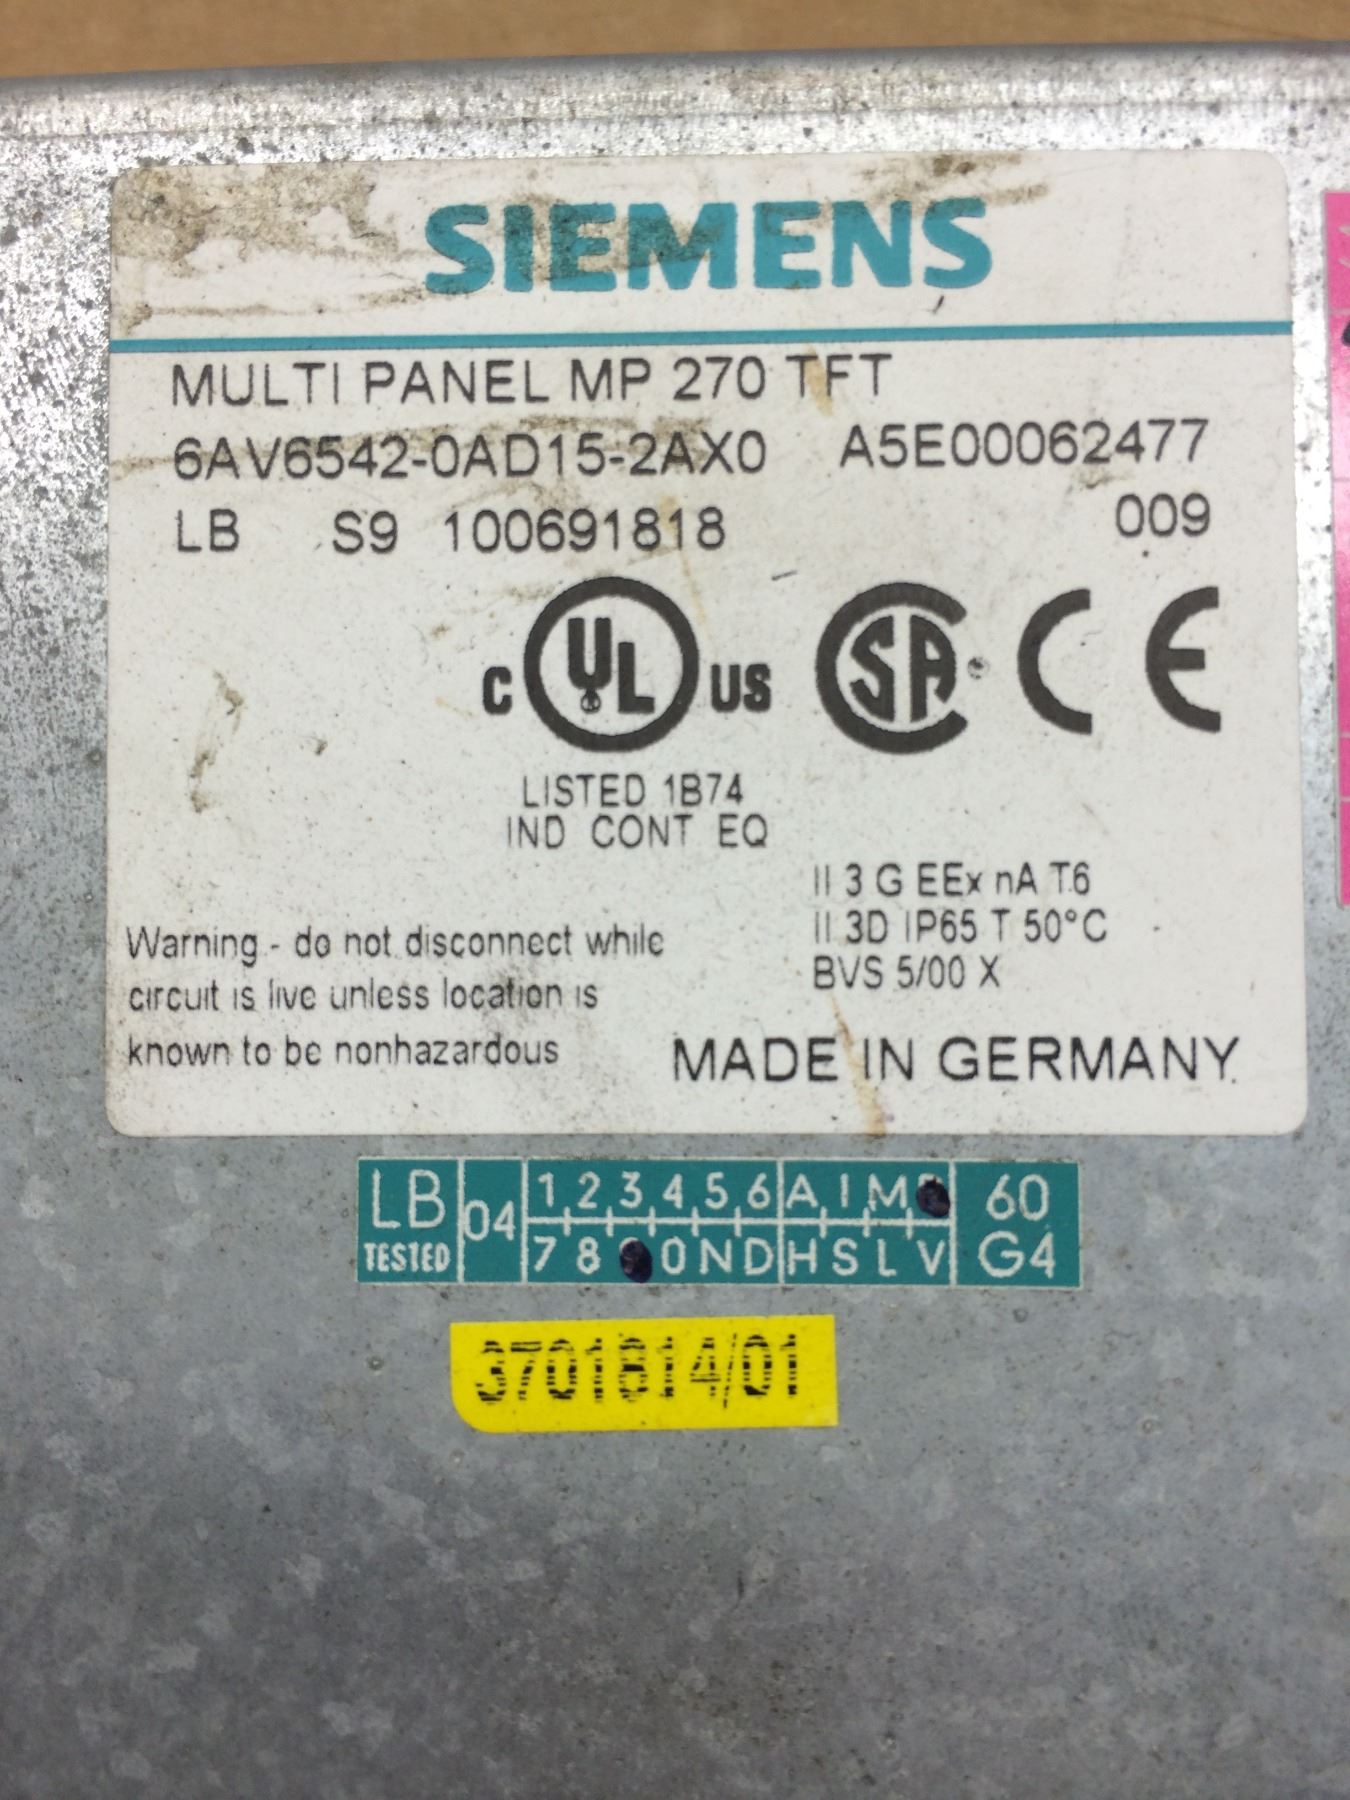 SIEMENS
MULTI PANEL MP 270 TFT
6AV6542-0AD15-2AX0 A5E00062477
LB S9 100691818 009
C UL US SA CE
LISTED 1B74
IND CONT EQ
II 3 G EEx nA T6
II 3D IP65 T 50°C
BVS 5/00 X
Warning - do not disconnect while
circuit is live unless location is
known to be nonhazardous
MADE IN GERMANY
LB TESTED 04 1 2 3 4 5 6 A I M 60
7 8 O N D H S L V G4
3701814/01